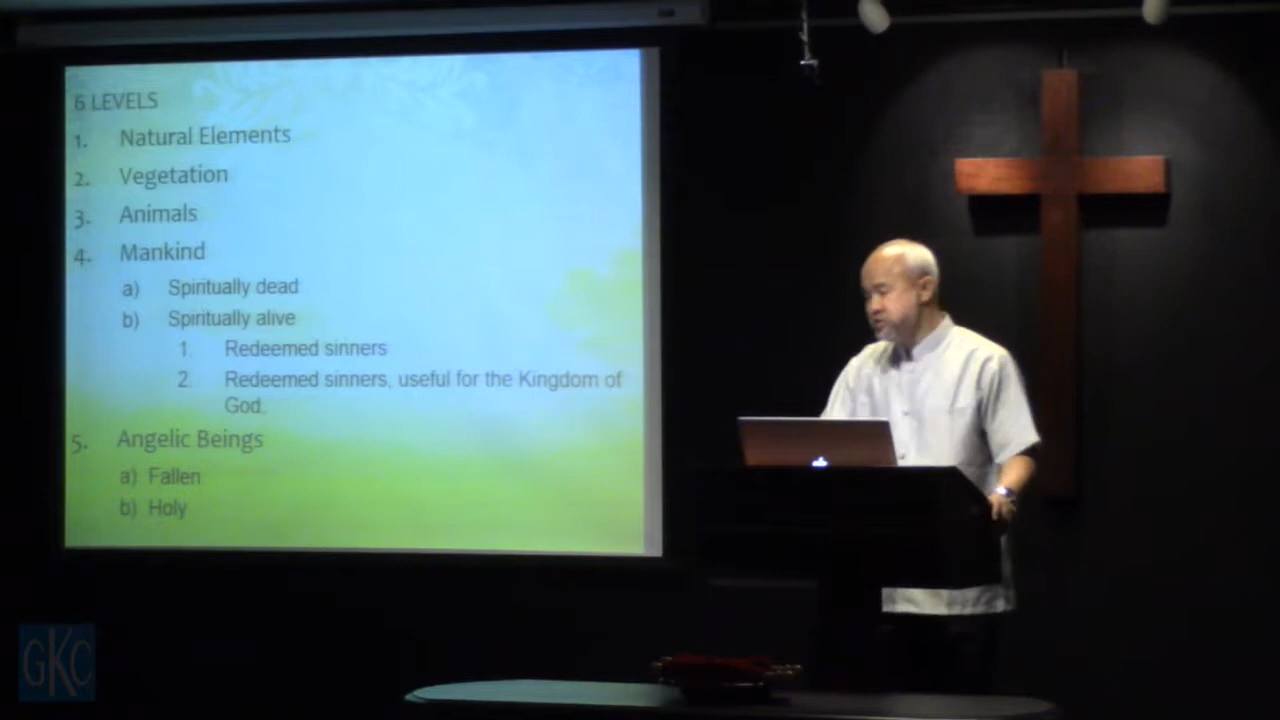 6 LEVELS
1. Natural Elements
2. Vegetation
3. Animals
4. Mankind
a) Spiritually dead
b) Spiritually alive
1. Redeemed sinners
2. Redeemed sinners, useful for the Kingdom of
God.
5. Angelic Beings
a) Fallen
b) Holy
GKC